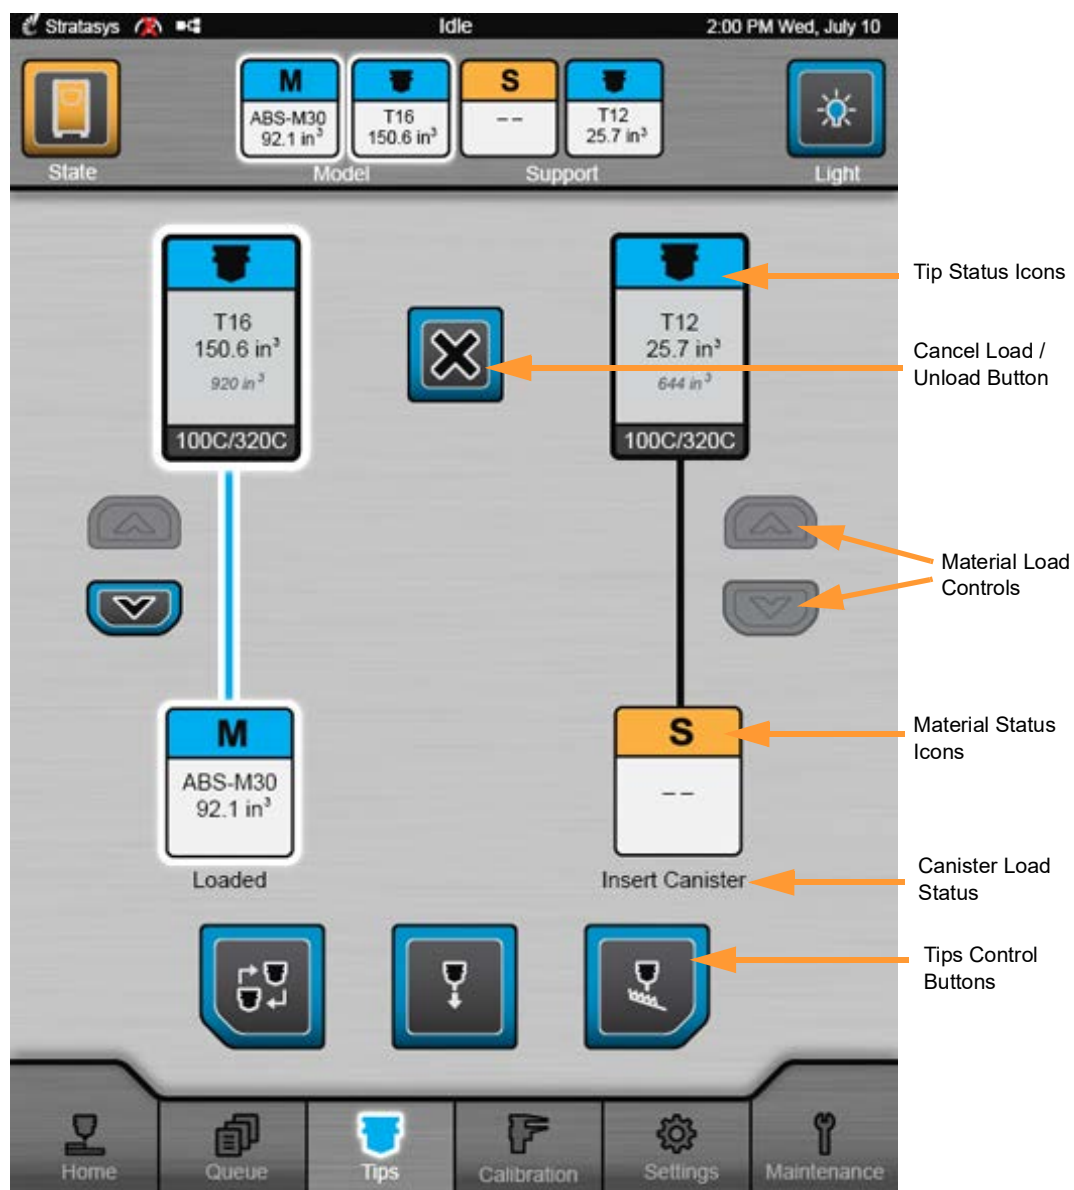 Stratasys Idle 2:00 PM Wed, July 10
M S
ABS-M30 T16 -- T12
92.1 in³ 150.6 in³ 25.7 in³
State Model Support Light
T16
150.6 in³
920 in³
100C/320C
T12
25.7 in³
644 in³
100C/320C
Tip Status Icons
Cancel Load /
Unload Button
Material Load
Controls
M
ABS-M30
92.1 in³
Loaded
S
--
Insert Canister
Material Status
Icons
Canister Load
Status
Tips Control
Buttons
Home Queue Tips Calibration Settings Maintenance